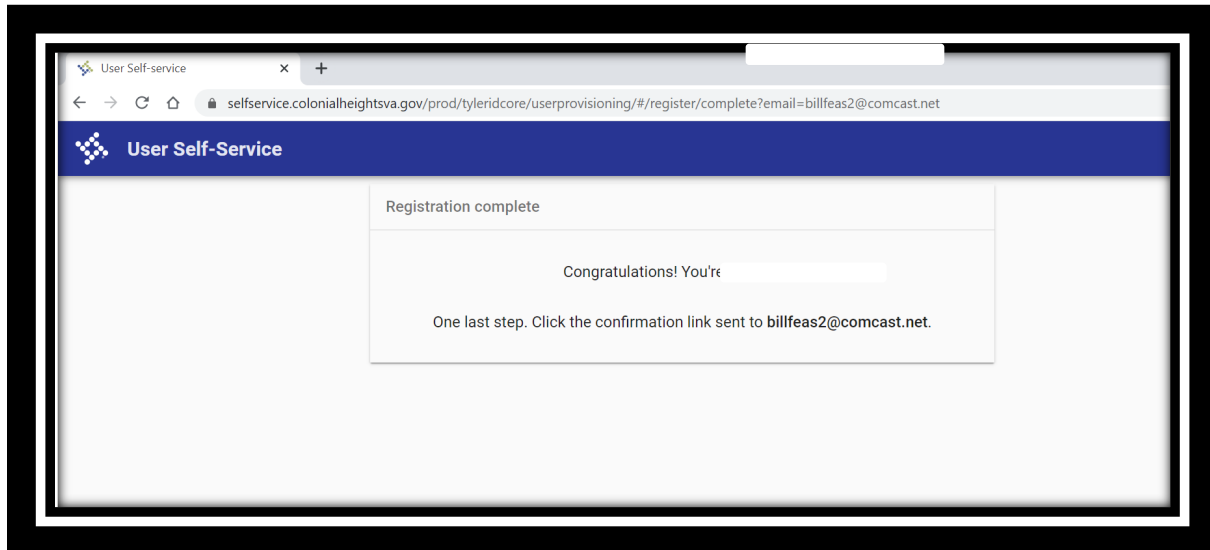 User Self-service
selfservice.colonialheightsva.gov/prod/tyleridcore/userprovisioning/#/register/complete?email=billfeas2@comcast.net
User Self-Service
Registration complete
Congratulations! You're
One last step. Click the confirmation link sent to billfeas2@comcast.net.